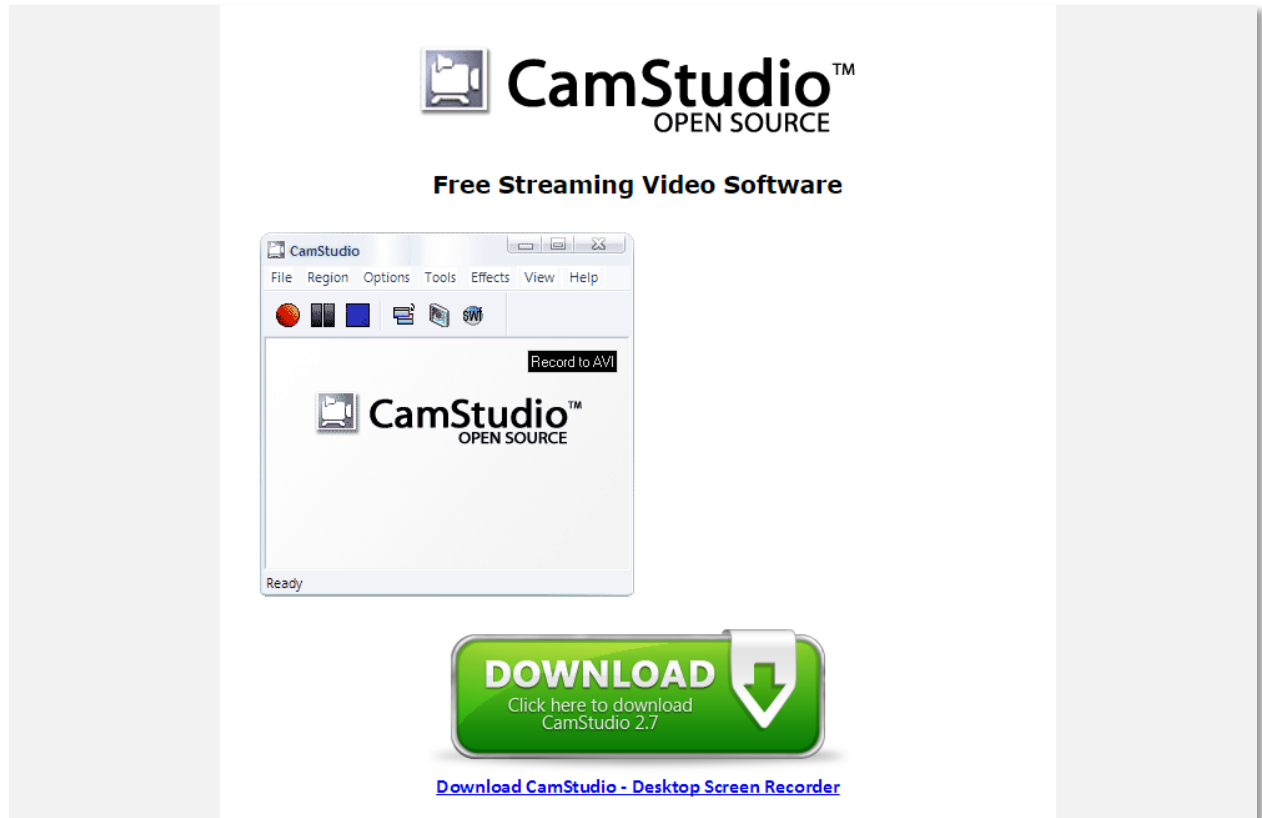 CamStudio™
OPEN SOURCE
Free Streaming Video Software
CamStudio
File Region Options Tools Effects View Help
SWf
Record to AVI
CamStudio™
OPEN SOURCE
Ready
DOWNLOAD
Click here to download
CamStudio 2.7
Download CamStudio - Desktop Screen Recorder